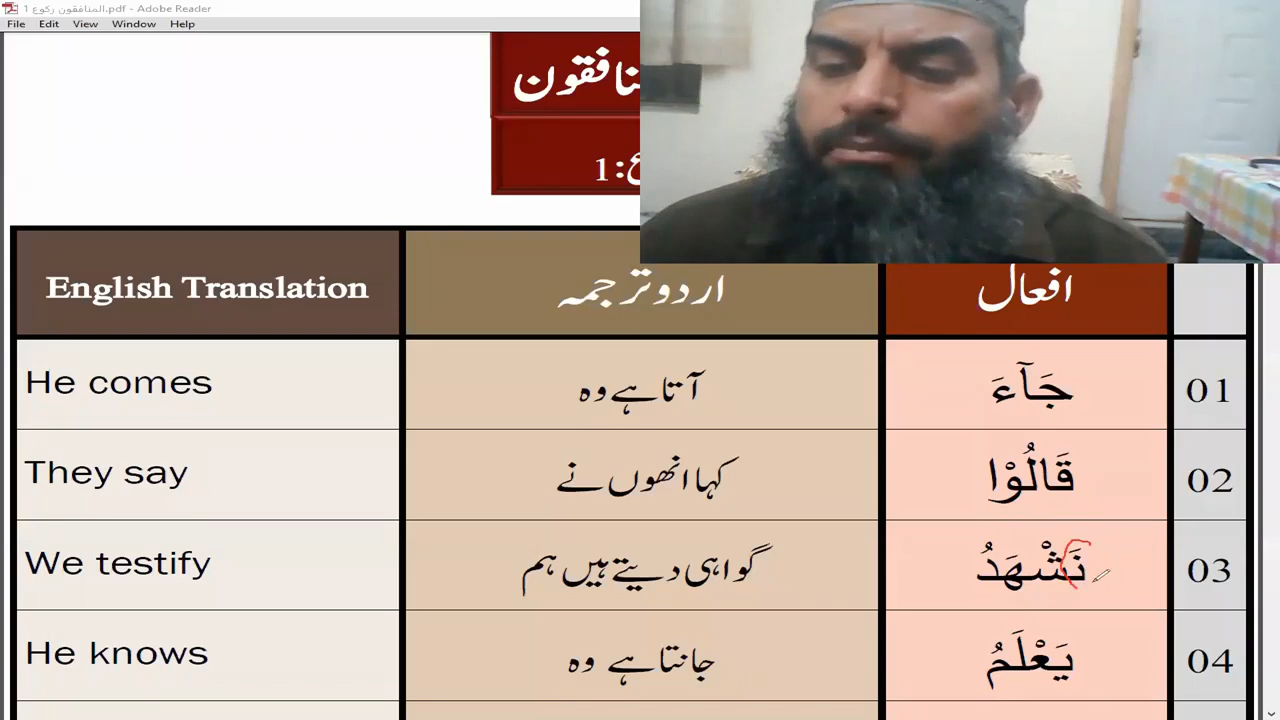 المنافقون رکوع 1.pdf - Adobe Reader
File Edit View Window Help
1
English Translation اردو ترجمہ افعال
He comes آتا ہے وہ جَآءَ 01
They say کہا انھوں نے قَالُوْا 02
We testify گواہی دیتے ہیں ہم نَشْهَدُ 03
He knows جانتا ہے وہ يَعْلَمُ 04